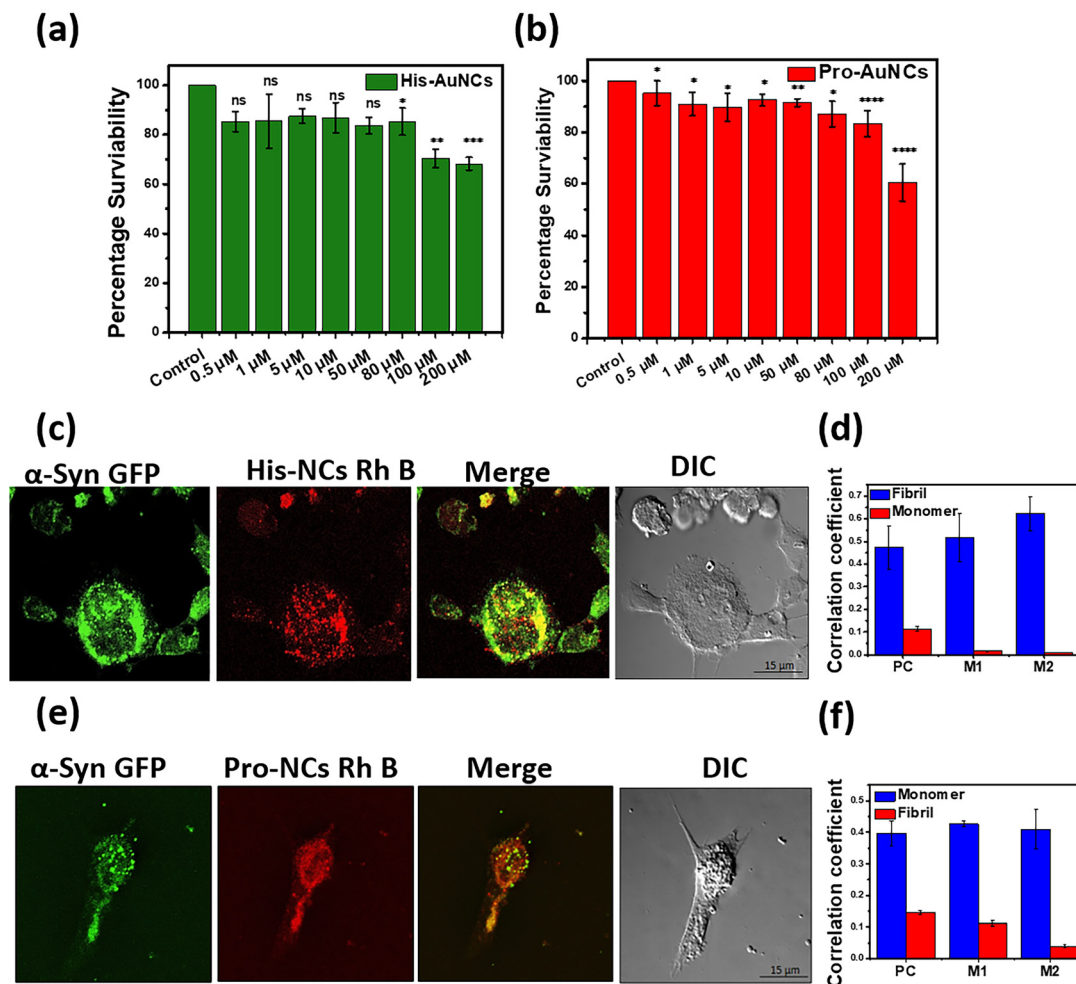 (a)
Percentage Surviability
100
80
60
40
20
0
His-AuNCs
ns
ns
ns
ns
ns
*
**
***
Control
0.5 µM
1 µM
5 µM
10 µM
50 µM
80 µM
100 µM
200 µM
(b)
Percentage Surviability
100
80
60
40
20
0
Pro-AuNCs
*
*
*
*
**
*
****
****
Control
0.5 µM
1 µM
5 µM
10 µM
50 µM
80 µM
100 µM
200 µM
(c)
α-Syn GFP
His-NCs Rh B
Merge
DIC
15 µm
(d)
Correlation coefficient
0.7
0.6
0.5
0.4
0.3
0.2
0.1
0.0
Fibril
Monomer
PC
M1
M2
(e)
α-Syn GFP
Pro-NCs Rh B
Merge
DIC
15 µm
(f)
Correlation coefficient
0.5
0.4
0.3
0.2
0.1
0.0
Monomer
Fibril
PC
M1
M2